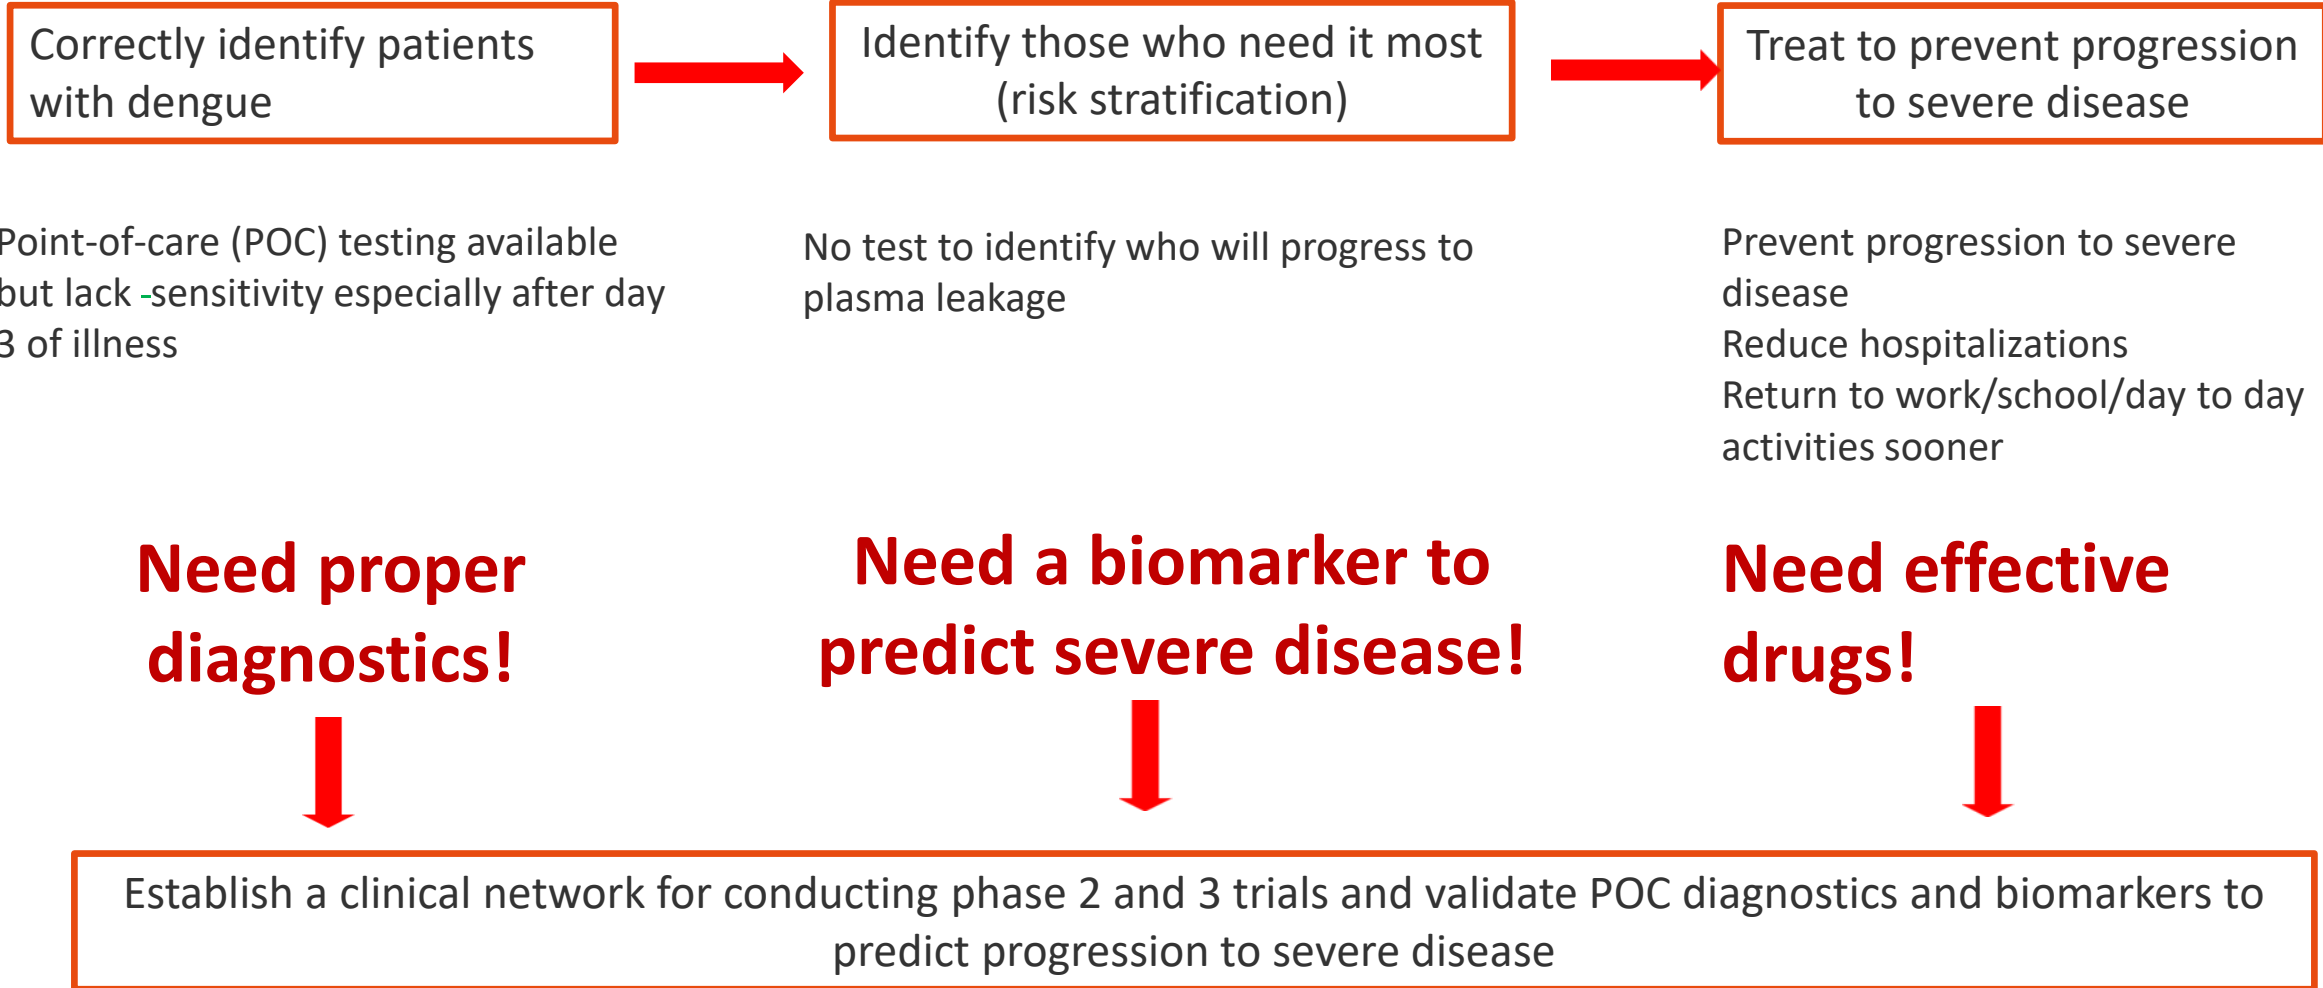 Correctly identify patients
with dengue
Identify those who need it most
(risk stratification)
Treat to prevent progression
to severe disease
Point-of-care (POC) testing available
but lack -sensitivity especially after day
3 of illness
No test to identify who will progress to
plasma leakage
Prevent progression to severe
disease
Reduce hospitalizations
Return to work/school/day to day
activities sooner
Need proper
diagnostics!
Need a biomarker to
predict severe disease!
Need effective
drugs!
Establish a clinical network for conducting phase 2 and 3 trials and validate POC diagnostics and biomarkers to
predict progression to severe disease